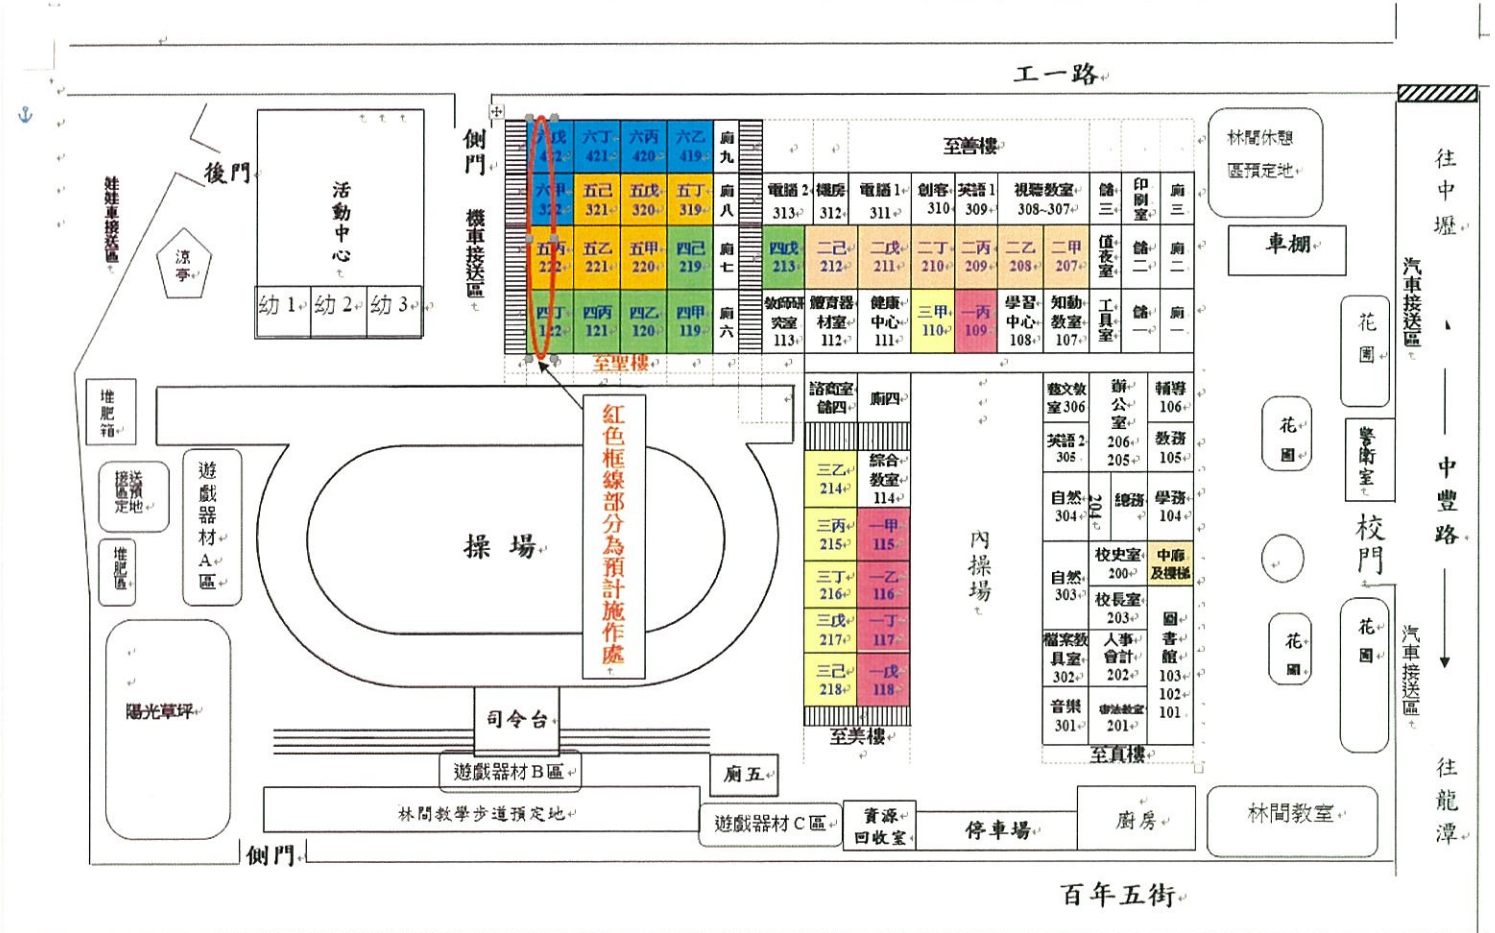 工一路
側門
後門
娃娃車接送區
涼亭
活動中心
幼1
幼2
幼3
機車接送區
六戊
422
六丁
421
六丙
420
六乙
419
廁九
六甲
322
五己
321
五戊
320
五丁
319
廁八
五丙
222
五乙
221
五甲
220
四己
219
廁七
四丁
122
四丙
121
四乙
120
四甲
119
廁六
至聖樓
至善樓
電腦2
313
機房
312
電腦1
311
創客
310
英語1
309
視聽教室
308~307
儲三
印刷室
廁三
四戊
213
二己
212
二戊
211
二丁
210
二丙
209
二乙
208
二甲
207
值夜室
儲二
廁二
教師研
究室
113
體育器
材室
112
健康
中心
111
三甲
110
一丙
109
學習
中心
108
知動
教室
107
工具室
儲一
廁一
林間休憩
區預定地
車棚
汽車接送區
往中壢
花圃
花圃
警衛室
中豐路
校門
花圃
花圃
汽車接送區
往龍潭
堆肥箱
接送
區預
定地
堆肥區
遊戲器材A區
操場
紅色框線部分為預計施作處
陽光草坪
司令台
遊戲器材B區
林間教學步道預定地
廁五
遊戲器材C區
資源
回收室
停車場
廚房
林間教室
側門
百年五街
諮商室
儲四
廁四
三乙
214
綜合
教室
114
三丙
215
一甲
115
三丁
216
一乙
116
三戊
217
一丁
117
三己
218
一戊
118
至美樓
內操場
藝文教
室306
辦公室
206
205
輔導
106
英語2
305
教務
105
自然
304
204
總務
學務
104
自然
303
校史室
200
中廊
及樓梯
校長室
203
圖書館
103
102
101
檔案教
具室
302
人事
會計
202
音樂
301
書法教室
201
至真樓